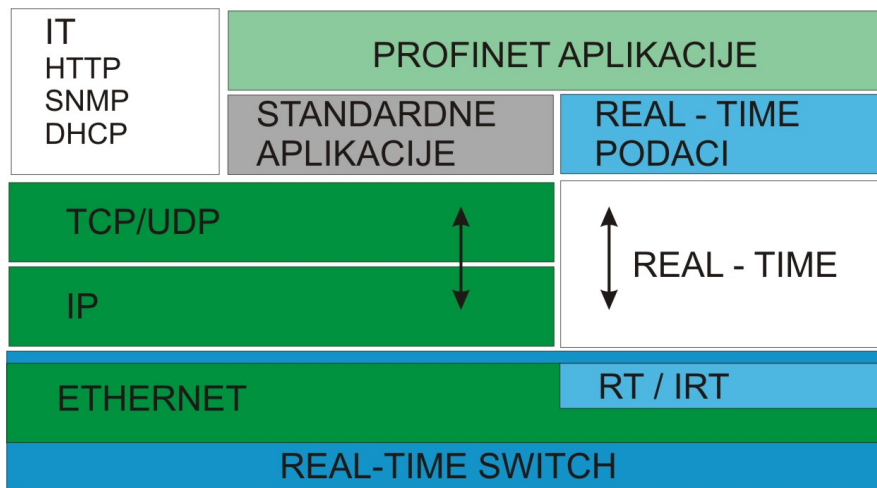 IT
HTTP
SNMP
DHCP
PROFINET APLIKACIJE
STANDARDNE
APLIKACIJE
REAL - TIME
PODACI
TCP/UDP
IP
REAL - TIME
ETHERNET
RT / IRT
REAL-TIME SWITCH